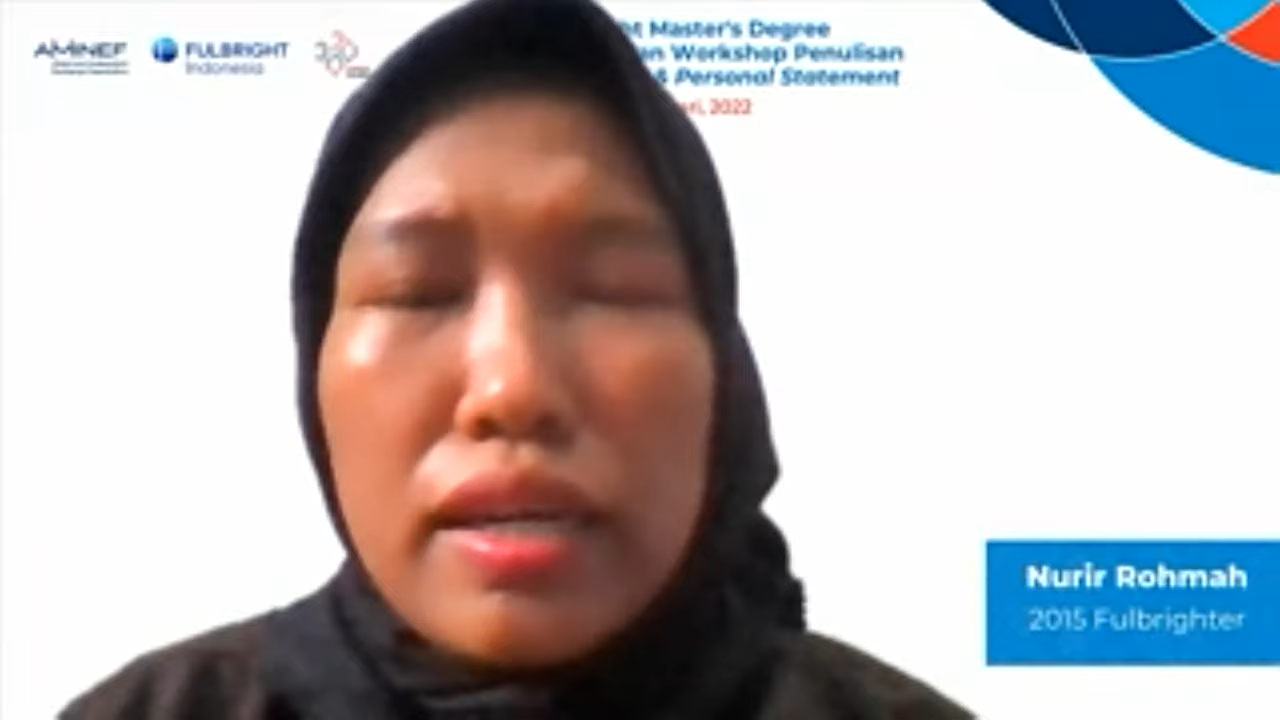 AMINEF
FULBRIGHT
Indonesia
Master's Degree
Workshop Penulisan
& Personal Statement
2022
Nurir Rohmah
2015 Fulbrighter